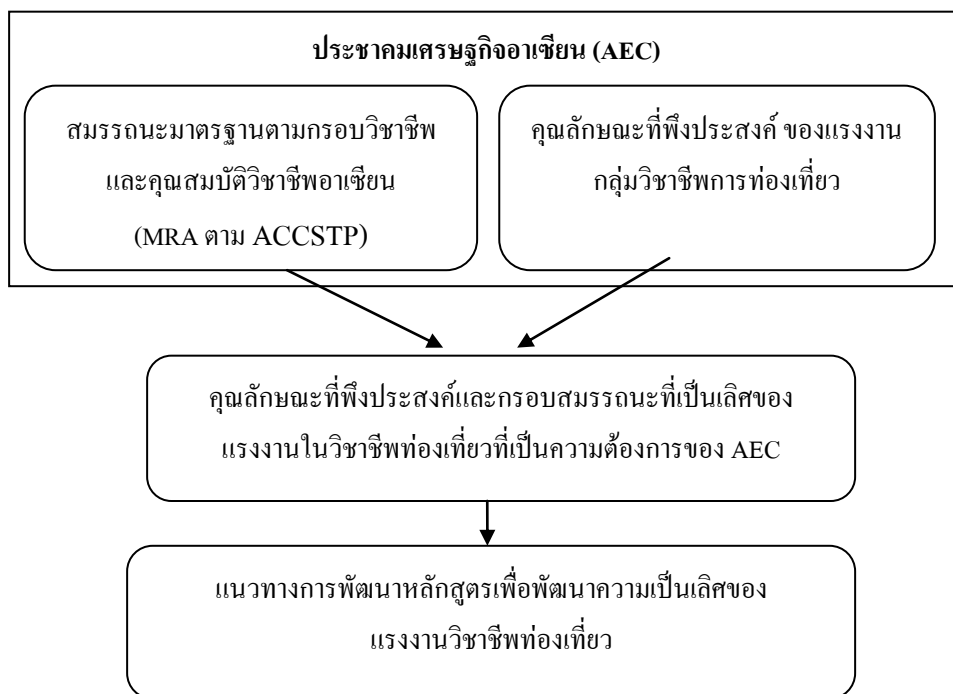 ประชาคมเศรษฐกิจอาเซียน (AEC)
สมรรถนะมาตรฐานตามกรอบวิชาชีพ
และคุณสมบัติวิชาชีพอาเซียน
(MRA ตาม ACCSTP)
คุณลักษณะที่พึงประสงค์ ของแรงงาน
กลุ่มวิชาชีพการท่องเที่ยว
คุณลักษณะที่พึงประสงค์และกรอบสมรรถนะที่เป็นเลิศของ
แรงงานในวิชาชีพท่องเที่ยวที่เป็นความต้องการของ AEC
แนวทางการพัฒนาหลักสูตรเพื่อพัฒนาความเป็นเลิศของ
แรงงานวิชาชีพท่องเที่ยว